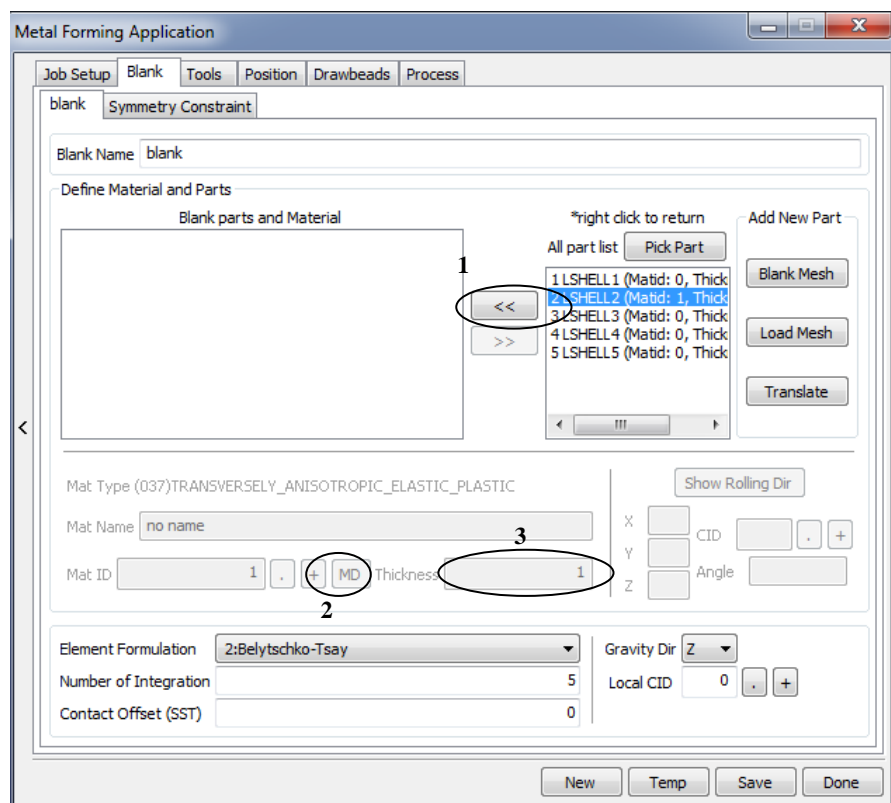 Metal Forming Application
Job Setup Blank Tools Position Drawbeads Process
blank Symmetry Constraint
Blank Name blank
Define Material and Parts
Blank parts and Material *right click to return Add New Part
All part list Pick Part
1
1 LSHELL1 (Matid: 0, Thick Blank Mesh
<< 2 LSHELL2 (Matid: 1, Thick
3 LSHELL3 (Matid: 0, Thick
>> 4 LSHELL4 (Matid: 0, Thick Load Mesh
5 LSHELL5 (Matid: 0, Thick
Translate
<
Mat Type (037)TRANSVERSELY_ANISOTROPIC_ELASTIC_PLASTIC Show Rolling Dir
Mat Name no name X CID . +
3
Y
Mat ID 1 . + MD Thickness 1 Z Angle
2
Element Formulation 2:Belytschko-Tsay Gravity Dir Z
Number of Integration 5 Local CID 0 . +
Contact Offset (SST) 0
New Temp Save Done